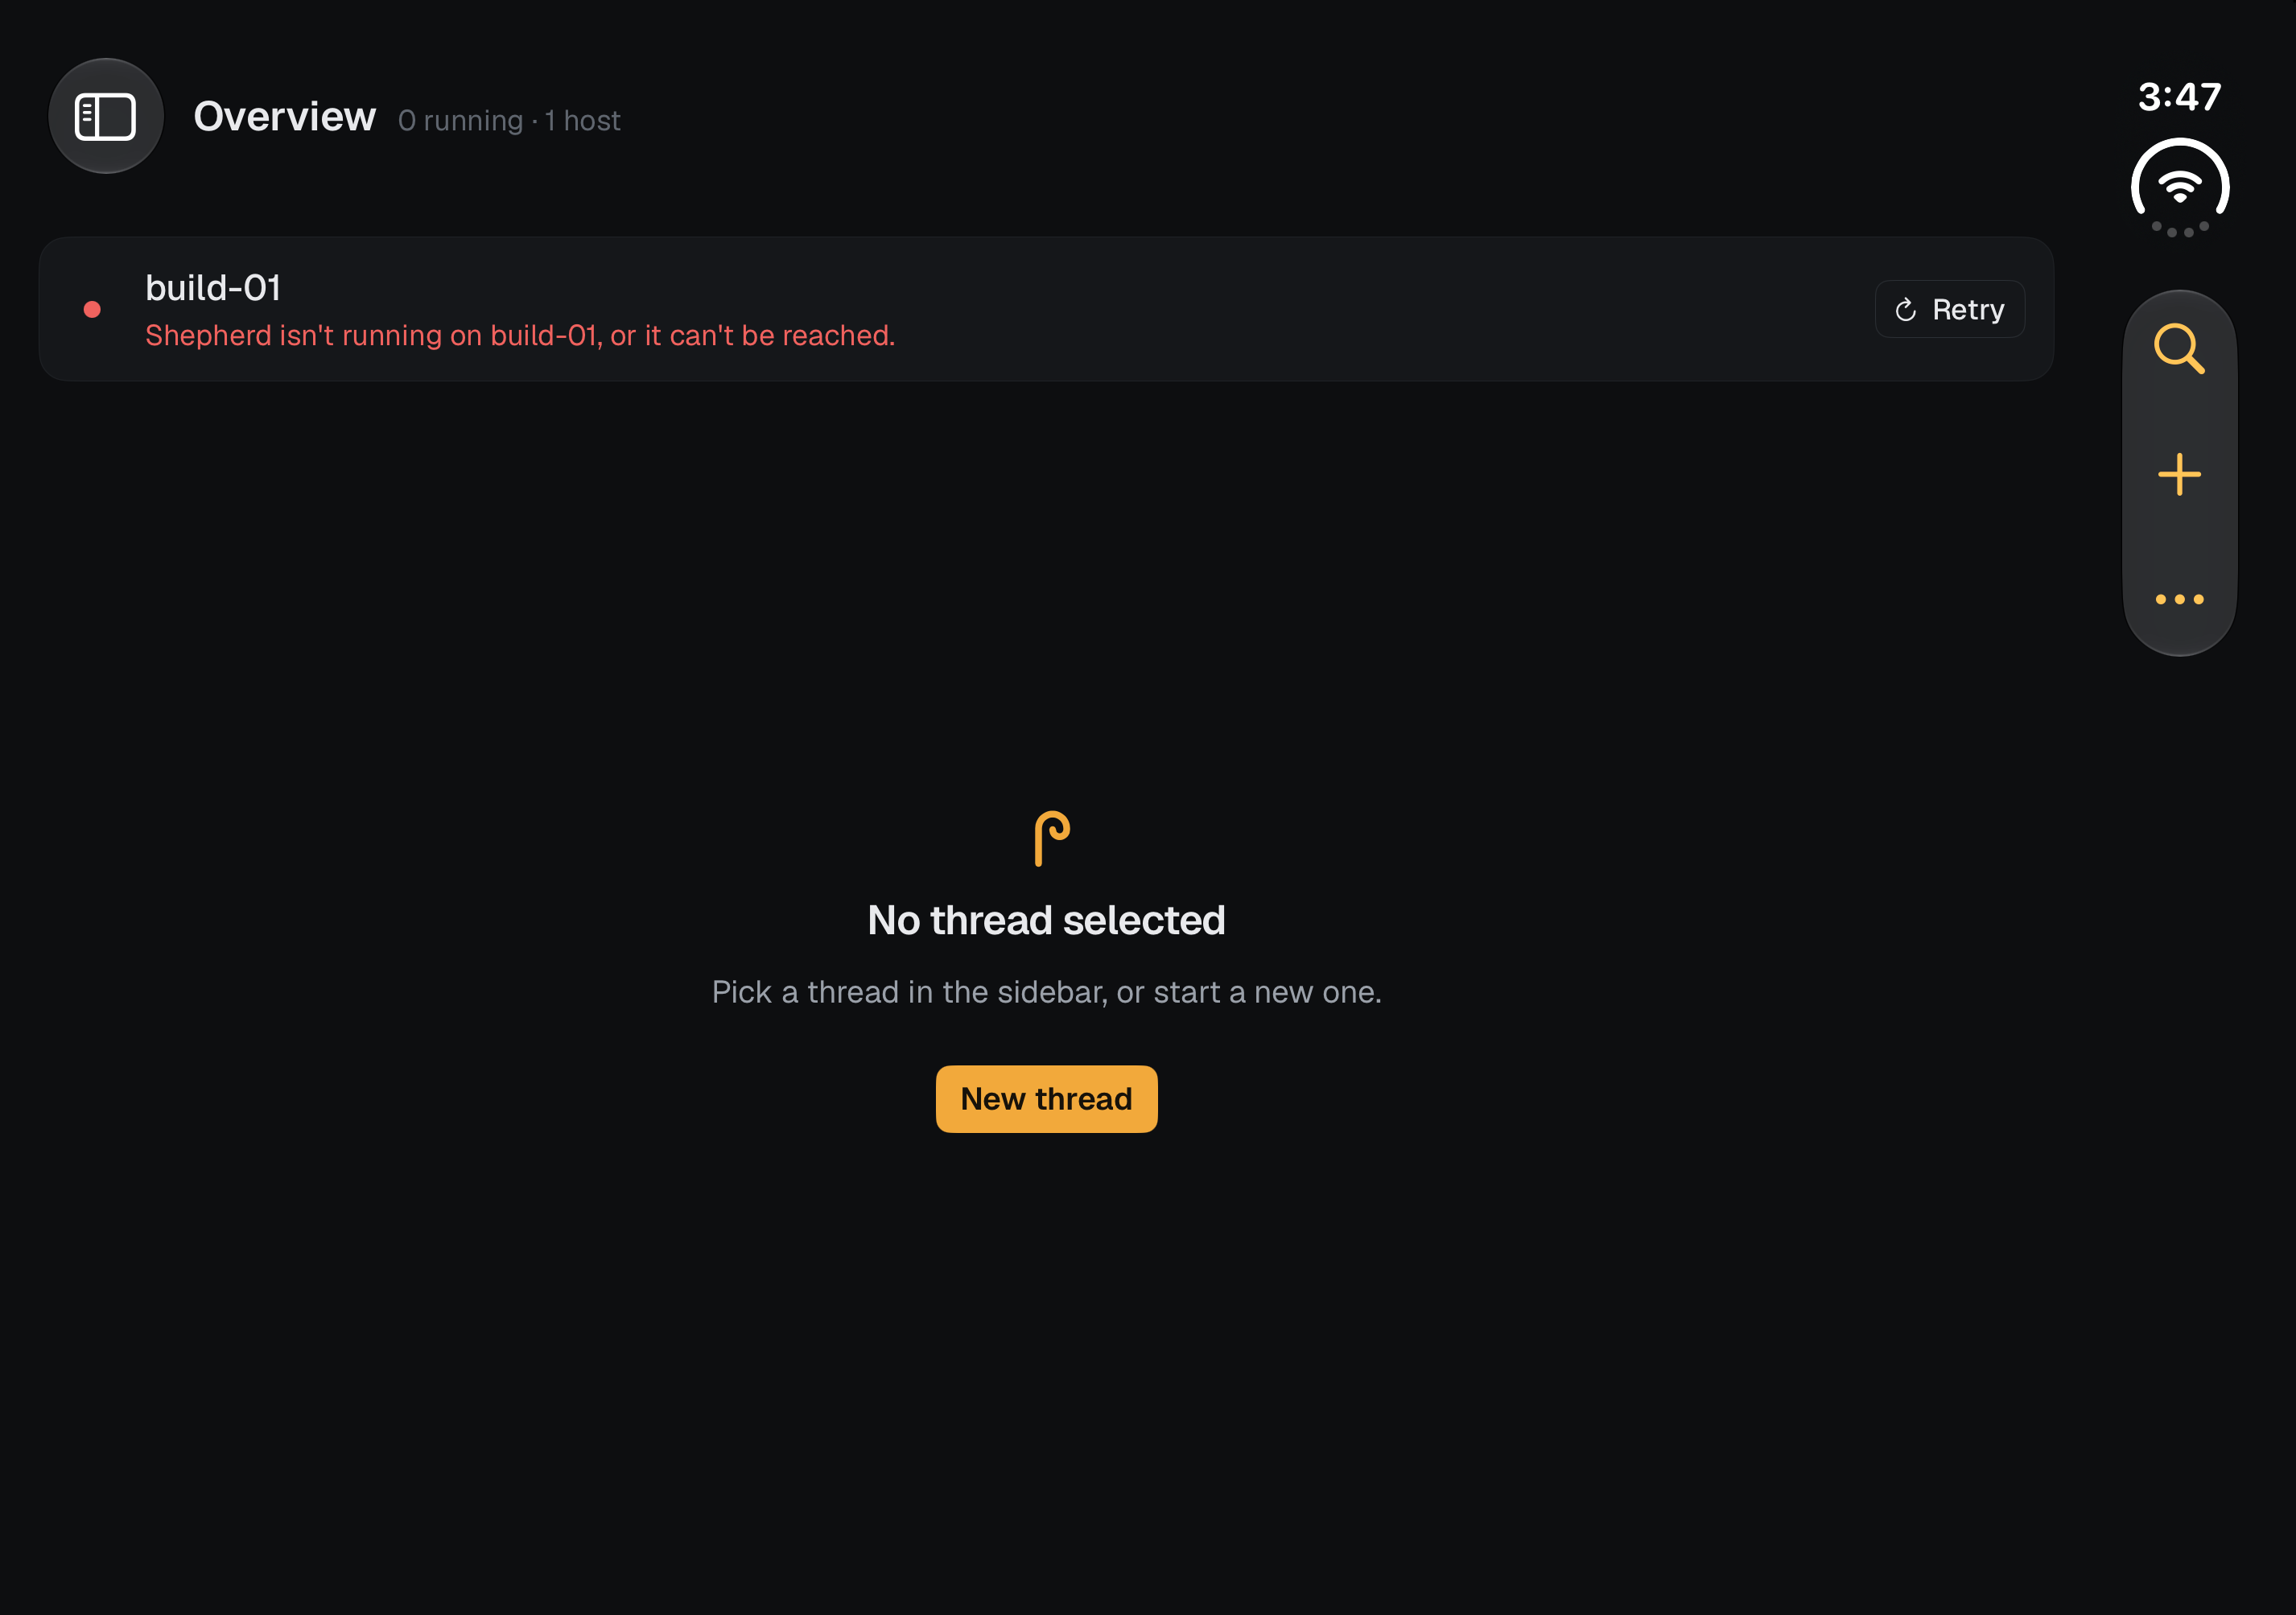 Overview 0 running · 1 host
3:47
build-01
Shepherd isn't running on build-01, or it can't be reached.
Retry
No thread selected
Pick a thread in the sidebar, or start a new one.
New thread